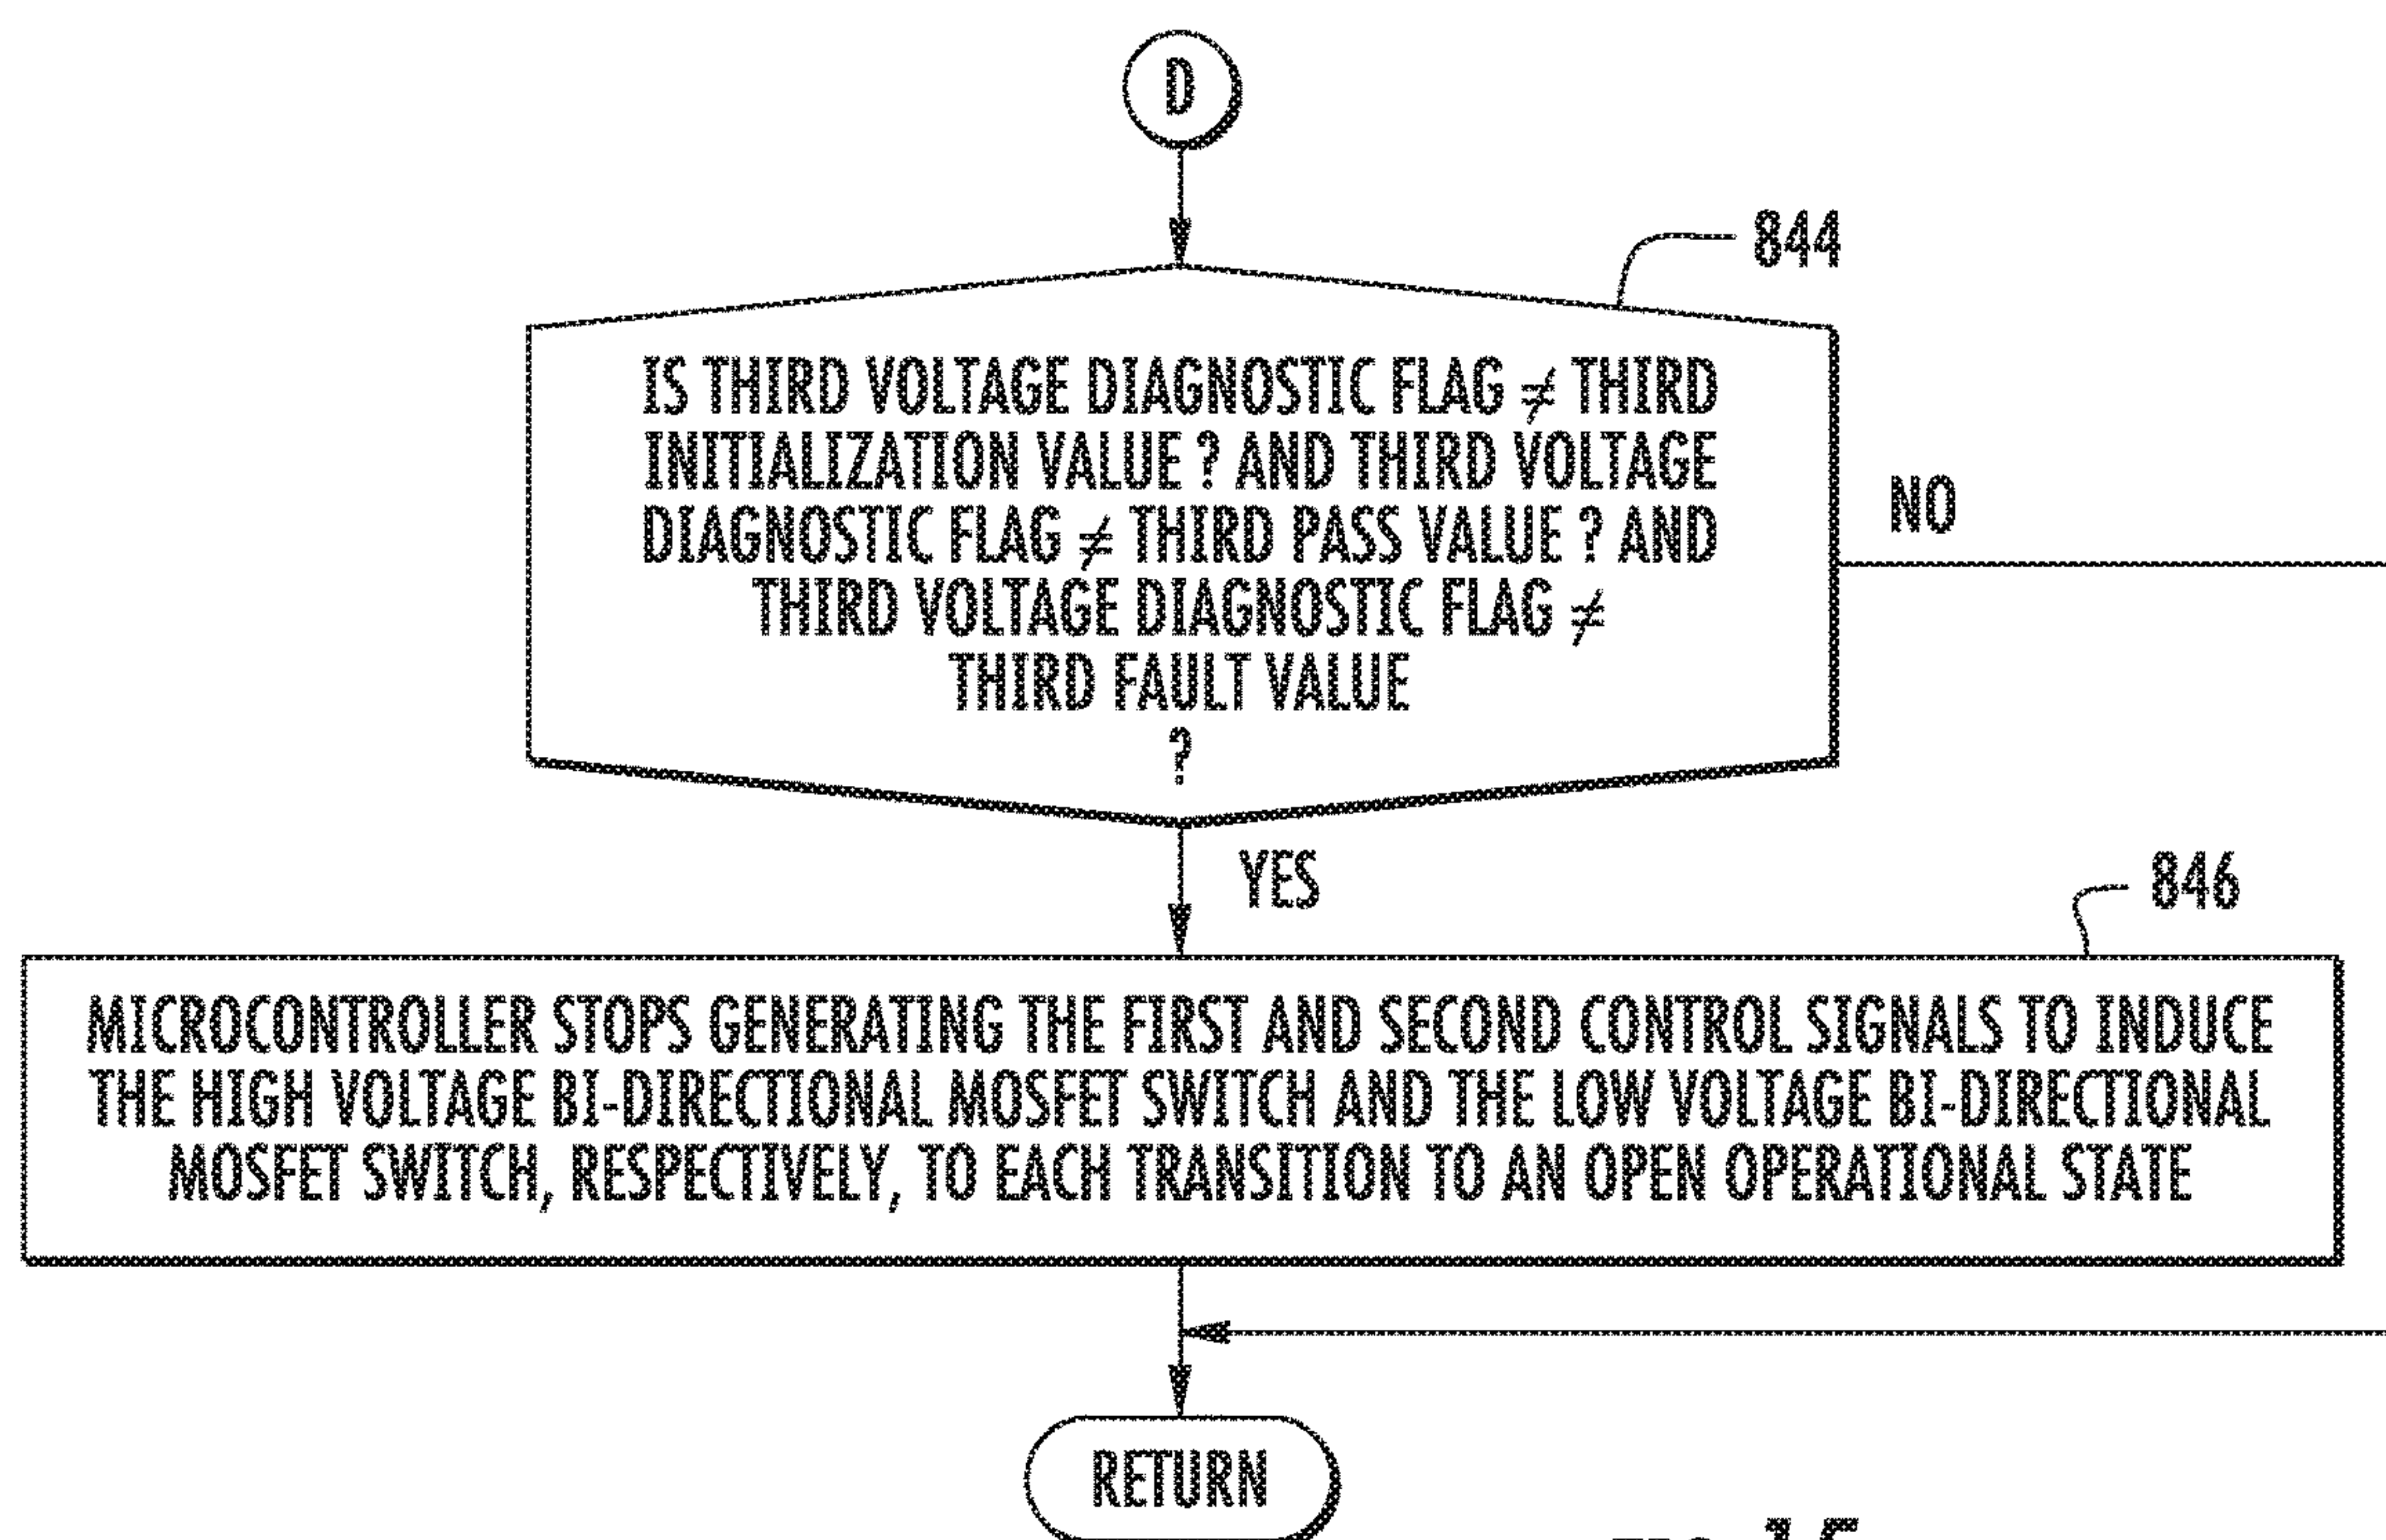 D
844
IS THIRD VOLTAGE DIAGNOSTIC FLAG ≠ THIRD
INITIALIZATION VALUE ? AND THIRD VOLTAGE
DIAGNOSTIC FLAG ≠ THIRD PASS VALUE ? AND
THIRD VOLTAGE DIAGNOSTIC FLAG ≠
THIRD FAULT VALUE
?
NO
YES
846
MICROCONTROLLER STOPS GENERATING THE FIRST AND SECOND CONTROL SIGNALS TO INDUCE
THE HIGH VOLTAGE BI-DIRECTIONAL MOSFET SWITCH AND THE LOW VOLTAGE BI-DIRECTIONAL
MOSFET SWITCH, RESPECTIVELY, TO EACH TRANSITION TO AN OPEN OPERATIONAL STATE
RETURN